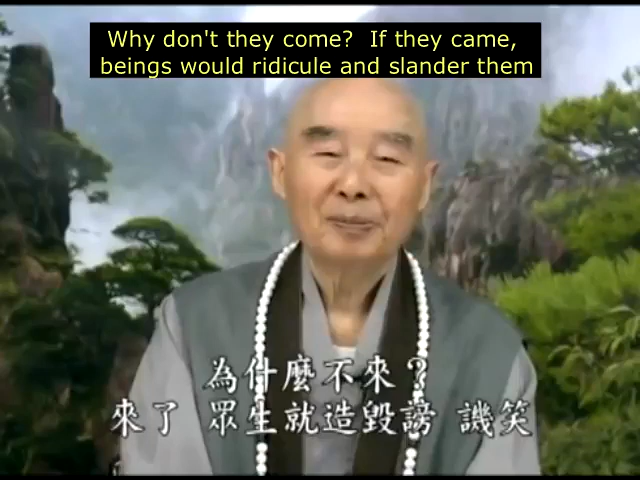 Why don't they come?  If they came,
beings would ridicule and slander them
為什麼不來?
來了 眾生就造毀謗 譏笑